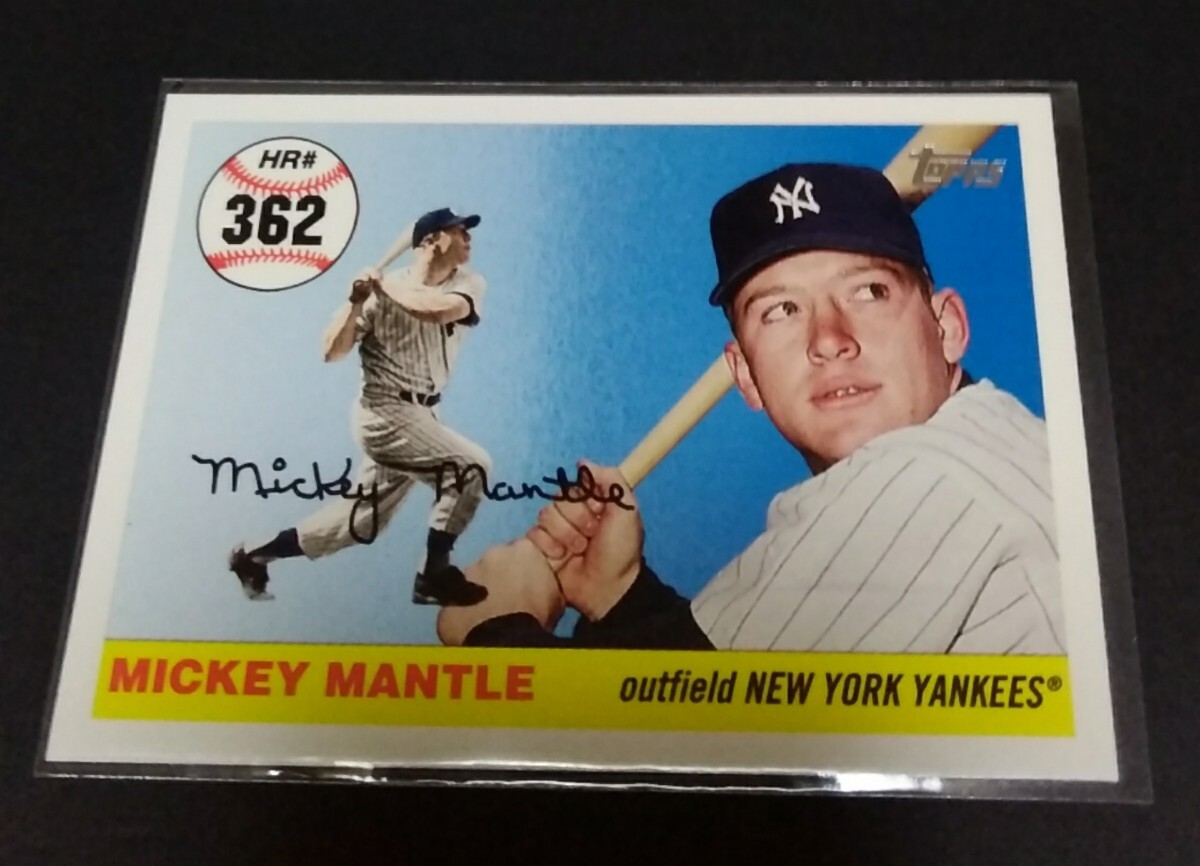 HR#
362
topps
NY
Mickey Mantle
MICKEY MANTLE
outfield NEW YORK YANKEES®